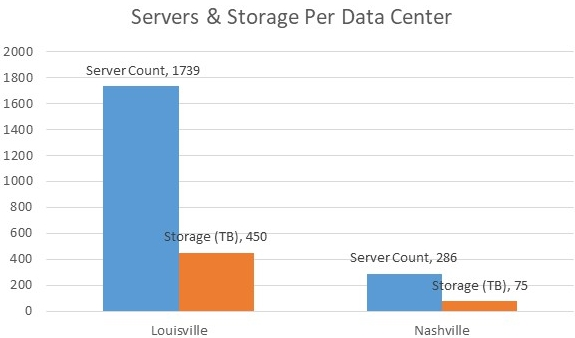 Servers & Storage Per Data Center
2000
1800
1600
1400
1200
1000
800
600
400
200
0
Server Count, 1739
Storage (TB), 450
Server Count, 286
Storage (TB), 75
Louisville
Nashville